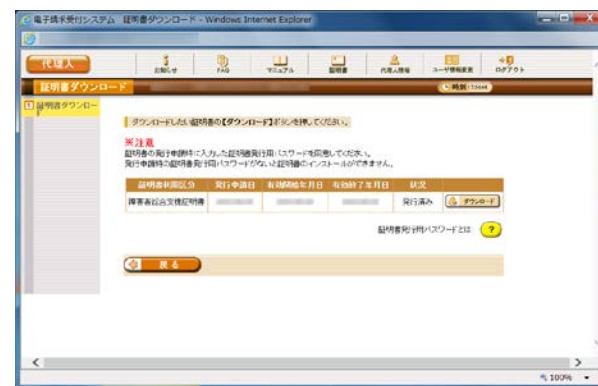 電子請求受付システム 証明書ダウンロード - Windows Internet Explorer
代理人
お知らせ FAQ マニュアル 証明書 代理人情報 ユーザ情報変更 ログアウト
証明書ダウンロード
1 証明書ダウンロード
ダウンロードしたい証明書の【ダウンロード】ボタンを押してください。
※注意
証明書の発行申請時に入力した証明書発行用パスワードを用意してください。
発行申請時の証明書発行用パスワードがないと証明書のインストールができません。
証明書利用区分 発行申請日 有効開始年月日 有効終了年月日 状況
障害者総合支援証明書 発行済み ダウンロード
証明書発行用パスワードとは ?
戻る
100%